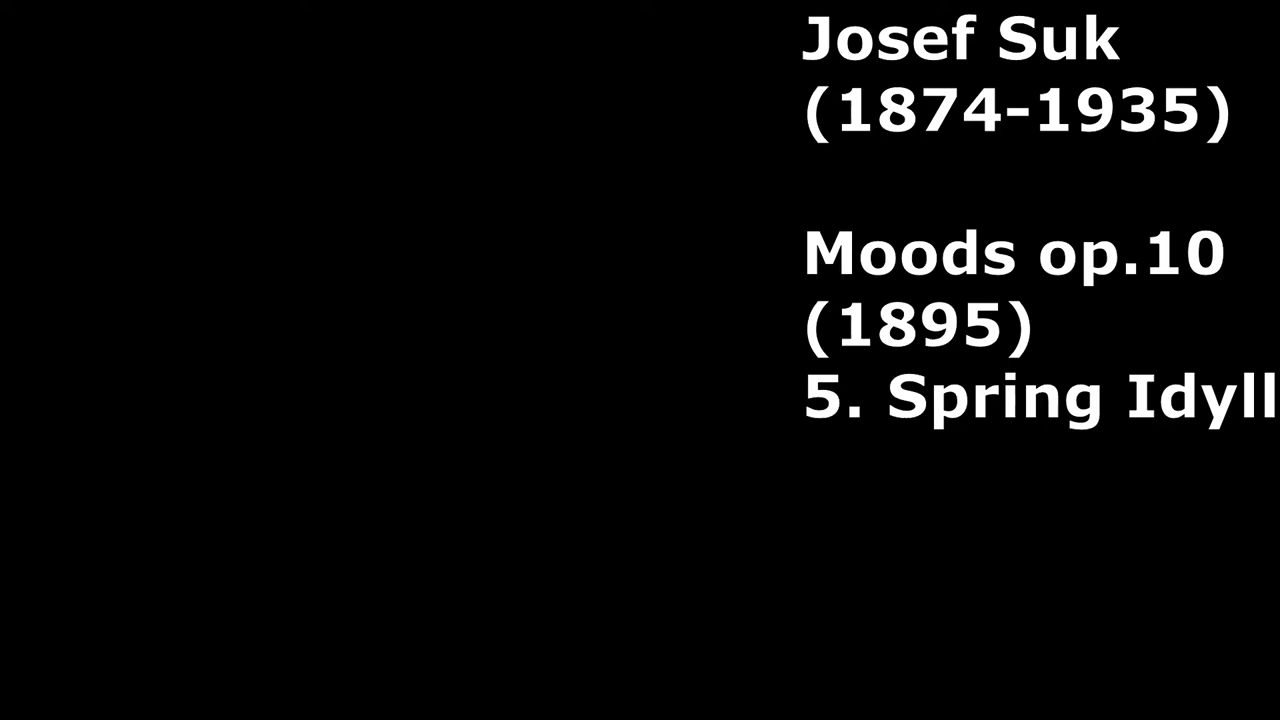 Josef Suk
(1874-1935)
Moods op.10
(1895)
5. Spring Idyll